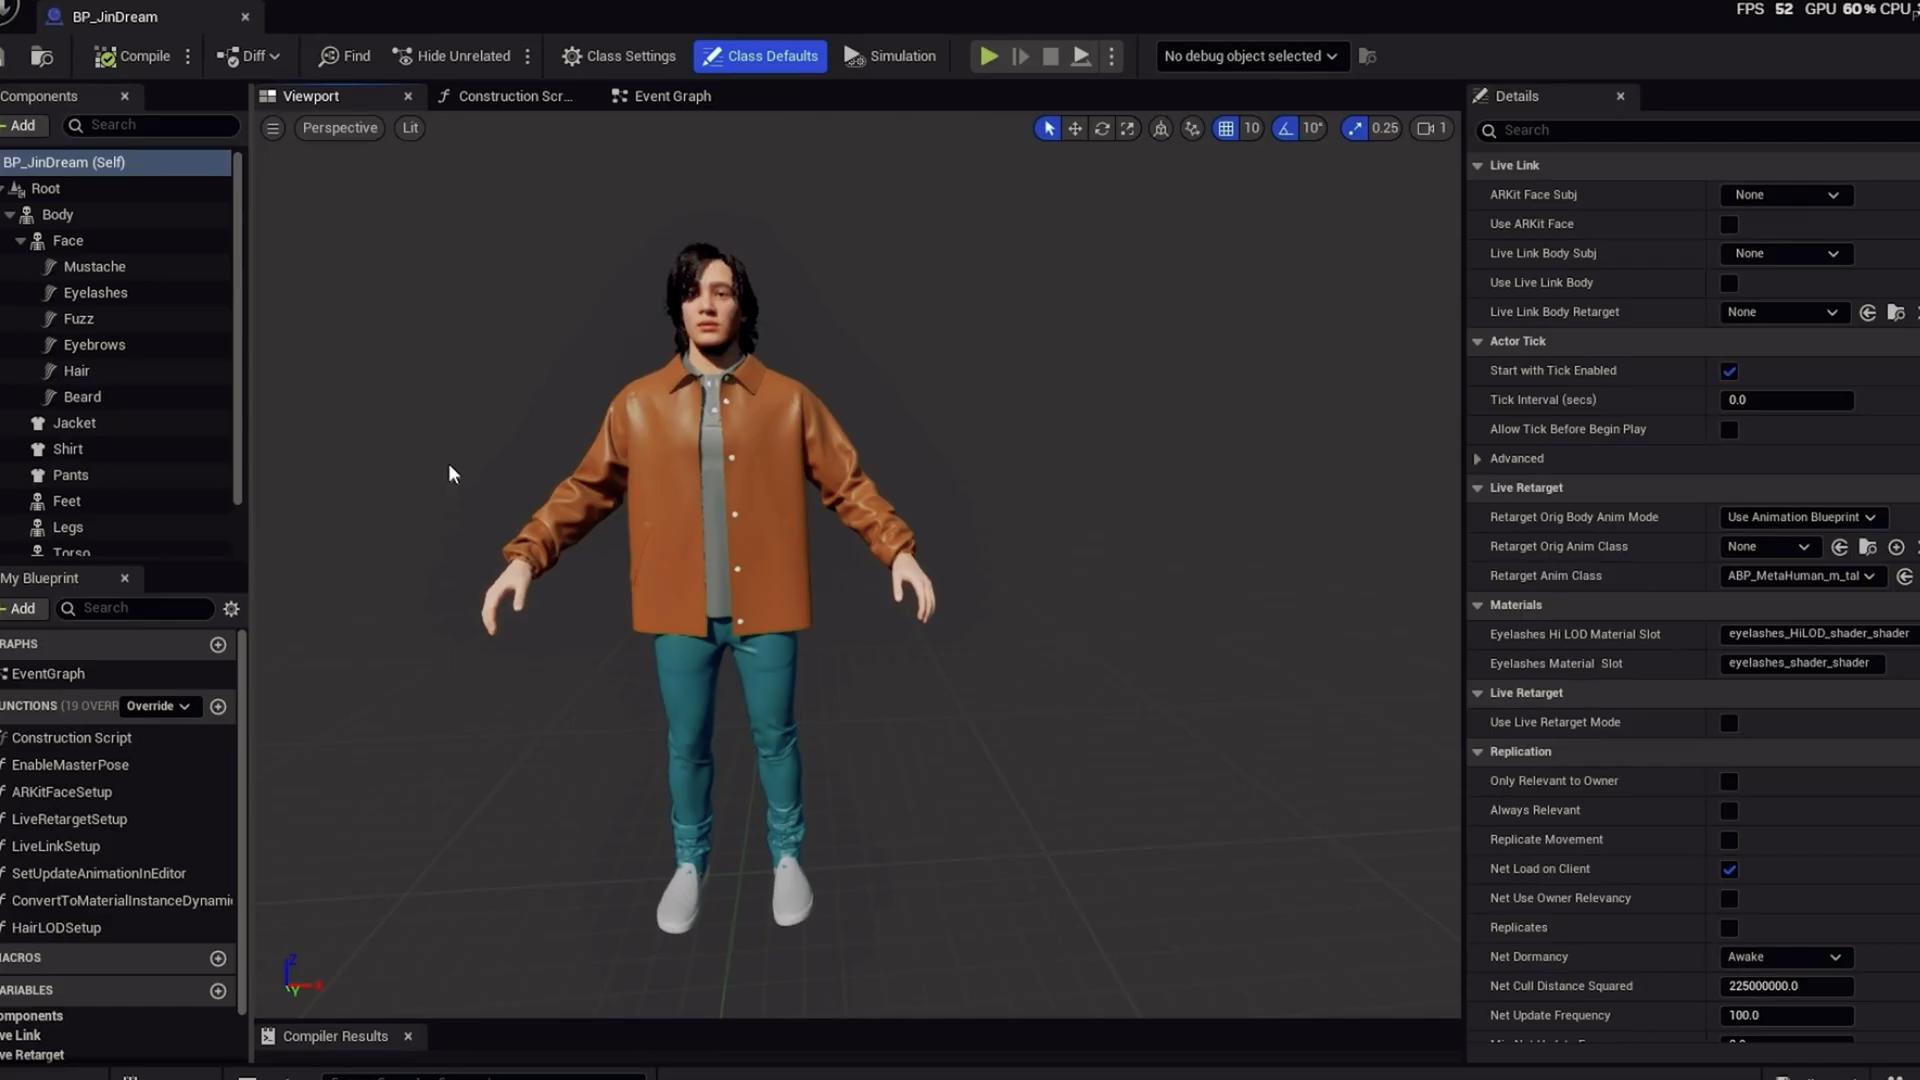 BP_JinDream
FPS 52 GPU 60% CPU
Compile
Diff
Find
Hide Unrelated
Class Settings
Class Defaults
Simulation
No debug object selected
Components
Add
Search
BP_JinDream (Self)
Root
Body
Face
Mustache
Eyelashes
Fuzz
Eyebrows
Hair
Beard
Jacket
Shirt
Pants
Feet
Legs
Torso
My Blueprint
Add
Search
RAPHS
EventGraph
UNCTIONS (19 OVERR
Override
Construction Script
EnableMasterPose
ARKitFaceSetup
LiveRetargetSetup
LiveLinkSetup
SetUpdateAnimationInEditor
ConvertToMaterialInstanceDynami
HairLODSetup
ACROS
ARIABLES
omponents
ve Link
ve Retarget
Viewport
Construction Scr...
Event Graph
Perspective
Lit
10
10°
0.25
1
Z
Y
Compiler Results
Details
Search
Live Link
ARKit Face Subj None
Use ARKit Face
Live Link Body Subj None
Use Live Link Body
Live Link Body Retarget None
Actor Tick
Start with Tick Enabled
Tick Interval (secs) 0.0
Allow Tick Before Begin Play
Advanced
Live Retarget
Retarget Orig Body Anim Mode Use Animation Blueprint
Retarget Orig Anim Class None
Retarget Anim Class ABP_MetaHuman_m_tal
Materials
Eyelashes Hi LOD Material Slot eyelashes_HiLOD_shader_shader
Eyelashes Material Slot eyelashes_shader_shader
Live Retarget
Use Live Retarget Mode
Replication
Only Relevant to Owner
Always Relevant
Replicate Movement
Net Load on Client
Net Use Owner Relevancy
Replicates
Net Dormancy Awake
Net Cull Distance Squared 225000000.0
Net Update Frequency 100.0